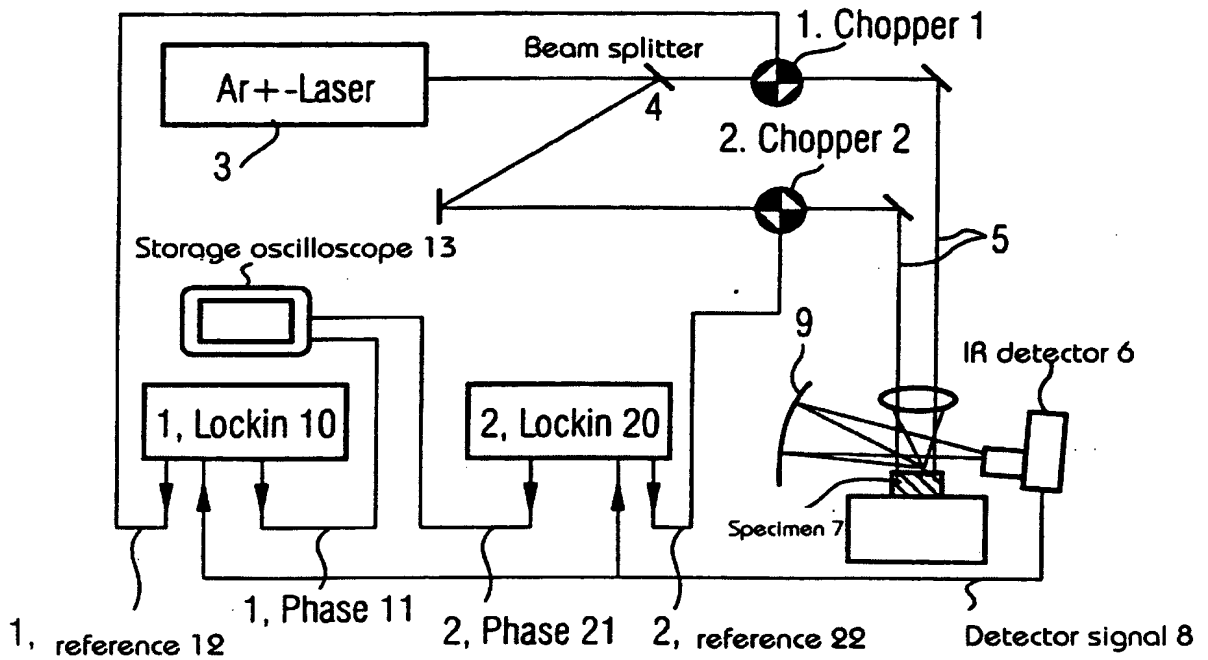 1. Chopper 1
Beam splitter
Ar+-Laser
4
3
2. Chopper 2
5
Storage oscilloscope 13
9
IR detector 6
1, Lockin 10
2, Lockin 20
Specimen 7
1, Phase 11
1, reference 12
2, Phase 21
2, reference 22
Detector signal 8